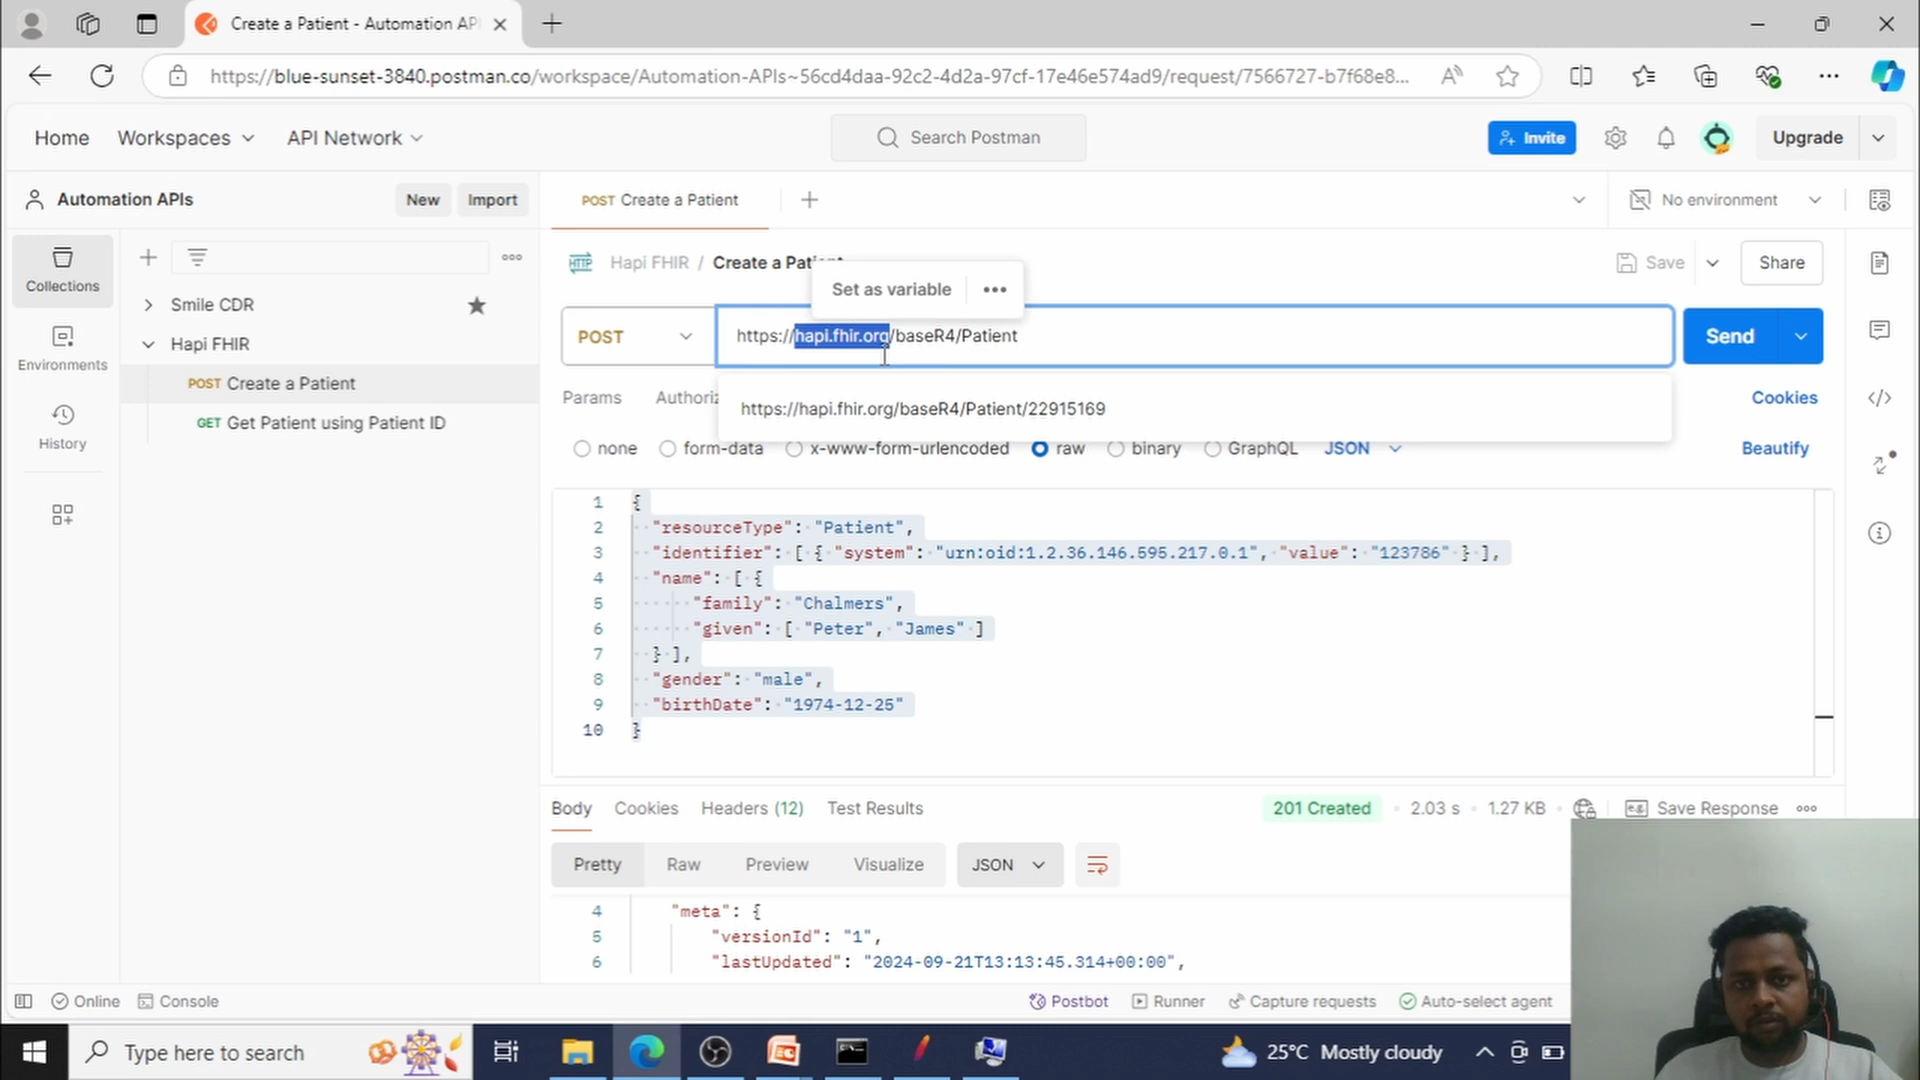 Create a Patient - Automation AP
https://blue-sunset-3840.postman.co/workspace/Automation-APIs~56cd4daa-92c2-4d2a-97cf-17e46e574ad9/request/7566727-b7f68e8...
Home Workspaces API Network Search Postman Invite Upgrade
Automation APIs New Import POST Create a Patient No environment
Collections
Smile CDR
Hapi FHIR
POST Create a Patient
GET Get Patient using Patient ID
Environments
History
HTTP Hapi FHIR / Create a Patient Save Share
Set as variable
POST https://hapi.fhir.org/baseR4/Patient Send
Params Authoriz Cookies
https://hapi.fhir.org/baseR4/Patient/22915169
none form-data x-www-form-urlencoded raw binary GraphQL JSON Beautify
1 {
2 "resourceType": "Patient",
3 "identifier": [ { "system": "urn:oid:1.2.36.146.595.217.0.1", "value": "123786" } ],
4 "name": [ {
5 "family": "Chalmers",
6 "given": [ "Peter", "James" ]
7 } ],
8 "gender": "male",
9 "birthDate": "1974-12-25"
10 }
Body Cookies Headers (12) Test Results 201 Created 2.03 s 1.27 KB e.g. Save Response
Pretty Raw Preview Visualize JSON
4 "meta": {
5 "versionId": "1",
6 "lastUpdated": "2024-09-21T13:13:45.314+00:00",
Online Console Postbot Runner Capture requests Auto-select agent
Type here to search 25°C Mostly cloudy